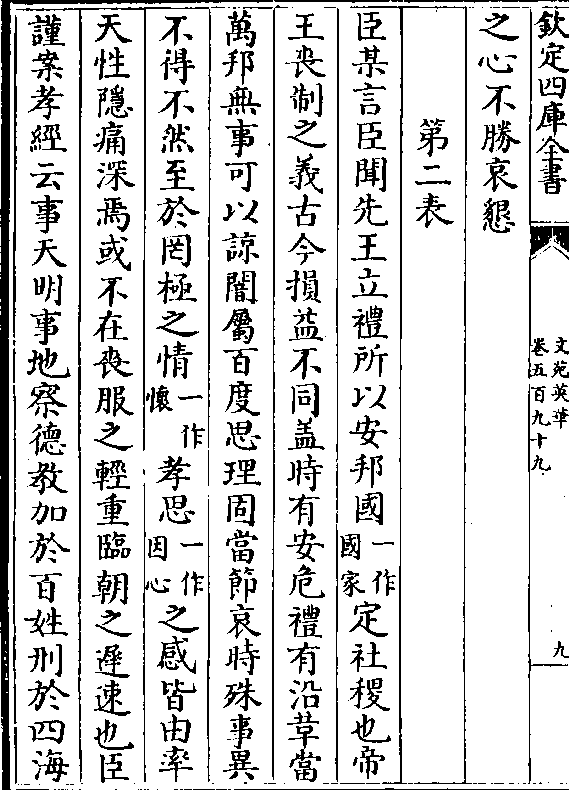 欽定四庫全書
文苑英華
卷五百九十九
九
之心不勝哀懇
第二表
臣某言臣聞先王立禮所以安邦國一作國家定社稷也帝
王喪制之義古今損益不同盖時有安危禮有沿革當
萬邦無事可以諒闇屬百度思理固當節哀時殊事異
不得不然至於罔極之情一作懷孝思一作因心之感皆由率
天性隱痛深焉或不在喪服之輕重臨朝之遲速也臣
謹案孝經云事天明事地察德教加於百姓刑於四海